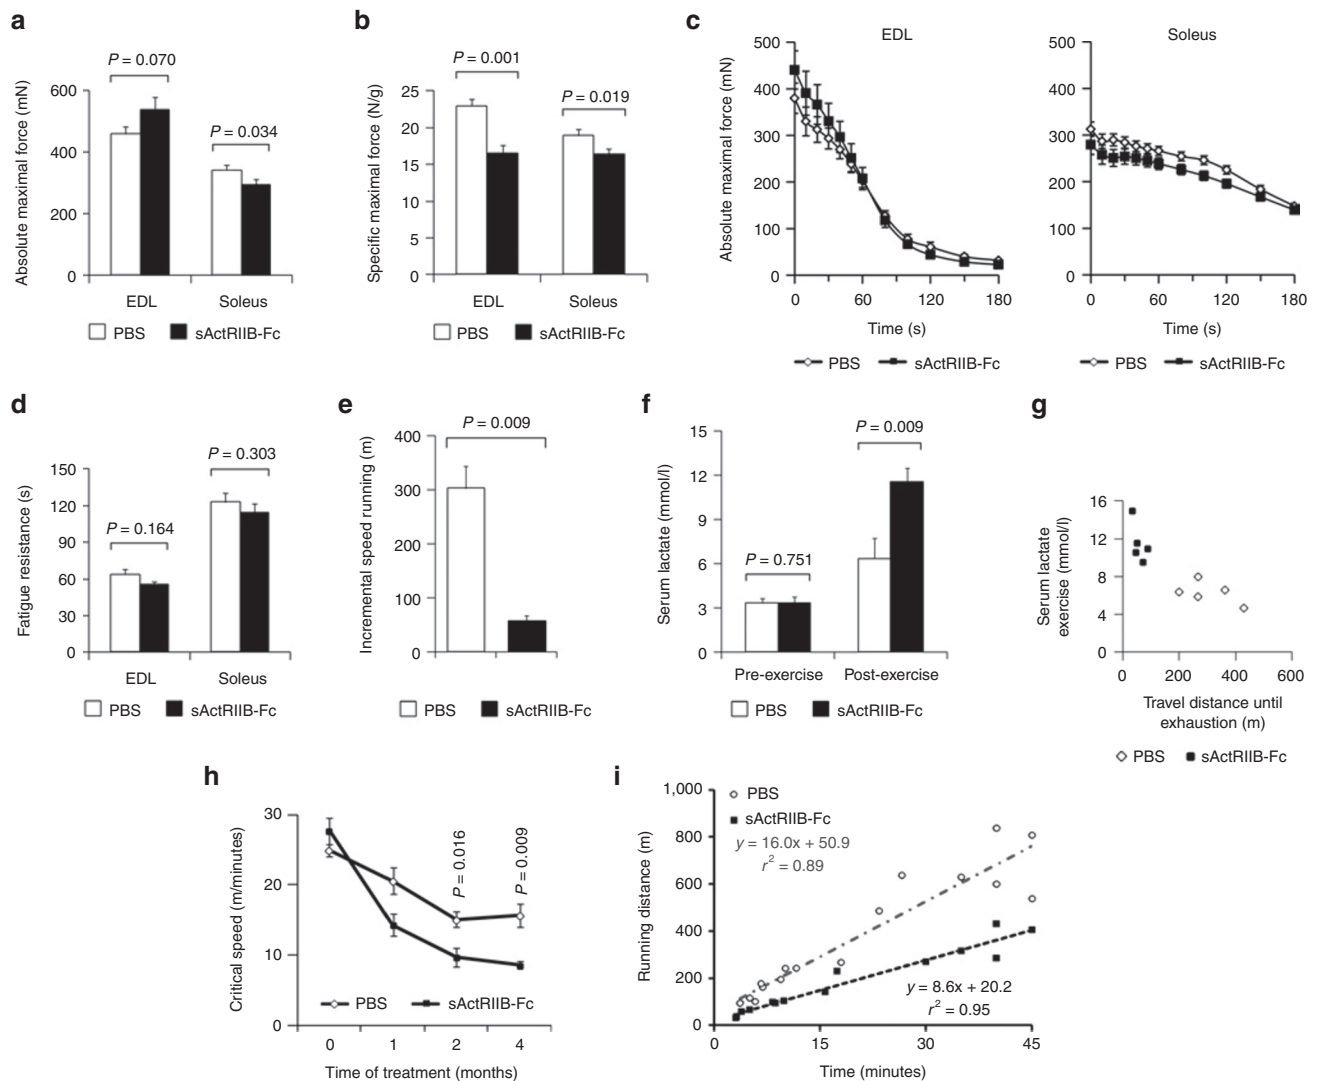 a
P = 0.070
P = 0.034
Absolute maximal force (mN)
600
400
200
0
EDL
Soleus
PBS
sActRIIB-Fc
b
P = 0.001
P = 0.019
Specific maximal force (N/g)
25
20
15
10
5
0
EDL
Soleus
PBS
sActRIIB-Fc
c
EDL
Absolute maximal force (mN)
500
400
300
200
100
0
0
60
120
180
Time (s)
PBS
sActRIIB-Fc
Soleus
500
400
300
200
100
0
0
60
120
180
Time (s)
PBS
sActRIIB-Fc
d
P = 0.303
P = 0.164
Fatigue resistance (s)
150
120
90
60
30
0
EDL
Soleus
PBS
sActRIIB-Fc
e
P = 0.009
Incremental speed running (m)
400
300
200
100
0
PBS
sActRIIB-Fc
f
P = 0.009
P = 0.751
Serum lactate (mmol/l)
15
12
9
6
3
0
Pre-exercise
Post-exercise
PBS
sActRIIB-Fc
g
Serum lactate
exercise (mmol/l)
16
12
8
4
0
0
200
400
600
Travel distance until
exhaustion (m)
PBS
sActRIIB-Fc
h
Critical speed (m/minutes)
30
20
10
0
P = 0.016
P = 0.009
PBS
sActRIIB-Fc
0
1
2
4
Time of treatment (months)
i
Running distance (m)
1,000
800
600
400
200
0
PBS
sActRIIB-Fc
y = 16.0x + 50.9
r² = 0.89
y = 8.6x + 20.2
r² = 0.95
0
15
30
45
Time (minutes)